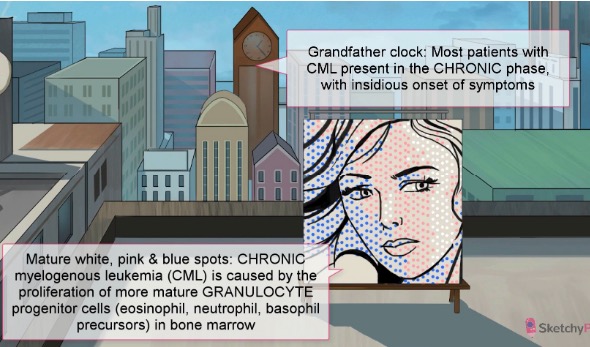 Grandfather clock: Most patients with
CML present in the CHRONIC phase,
with insidious onset of symptoms
Mature white, pink & blue spots: CHRONIC
myelogenous leukemia (CML) is caused by the
proliferation of more mature GRANULOCYTE
progenitor cells (eosinophil, neutrophil, basophil
precursors) in bone marrow
SketchyP